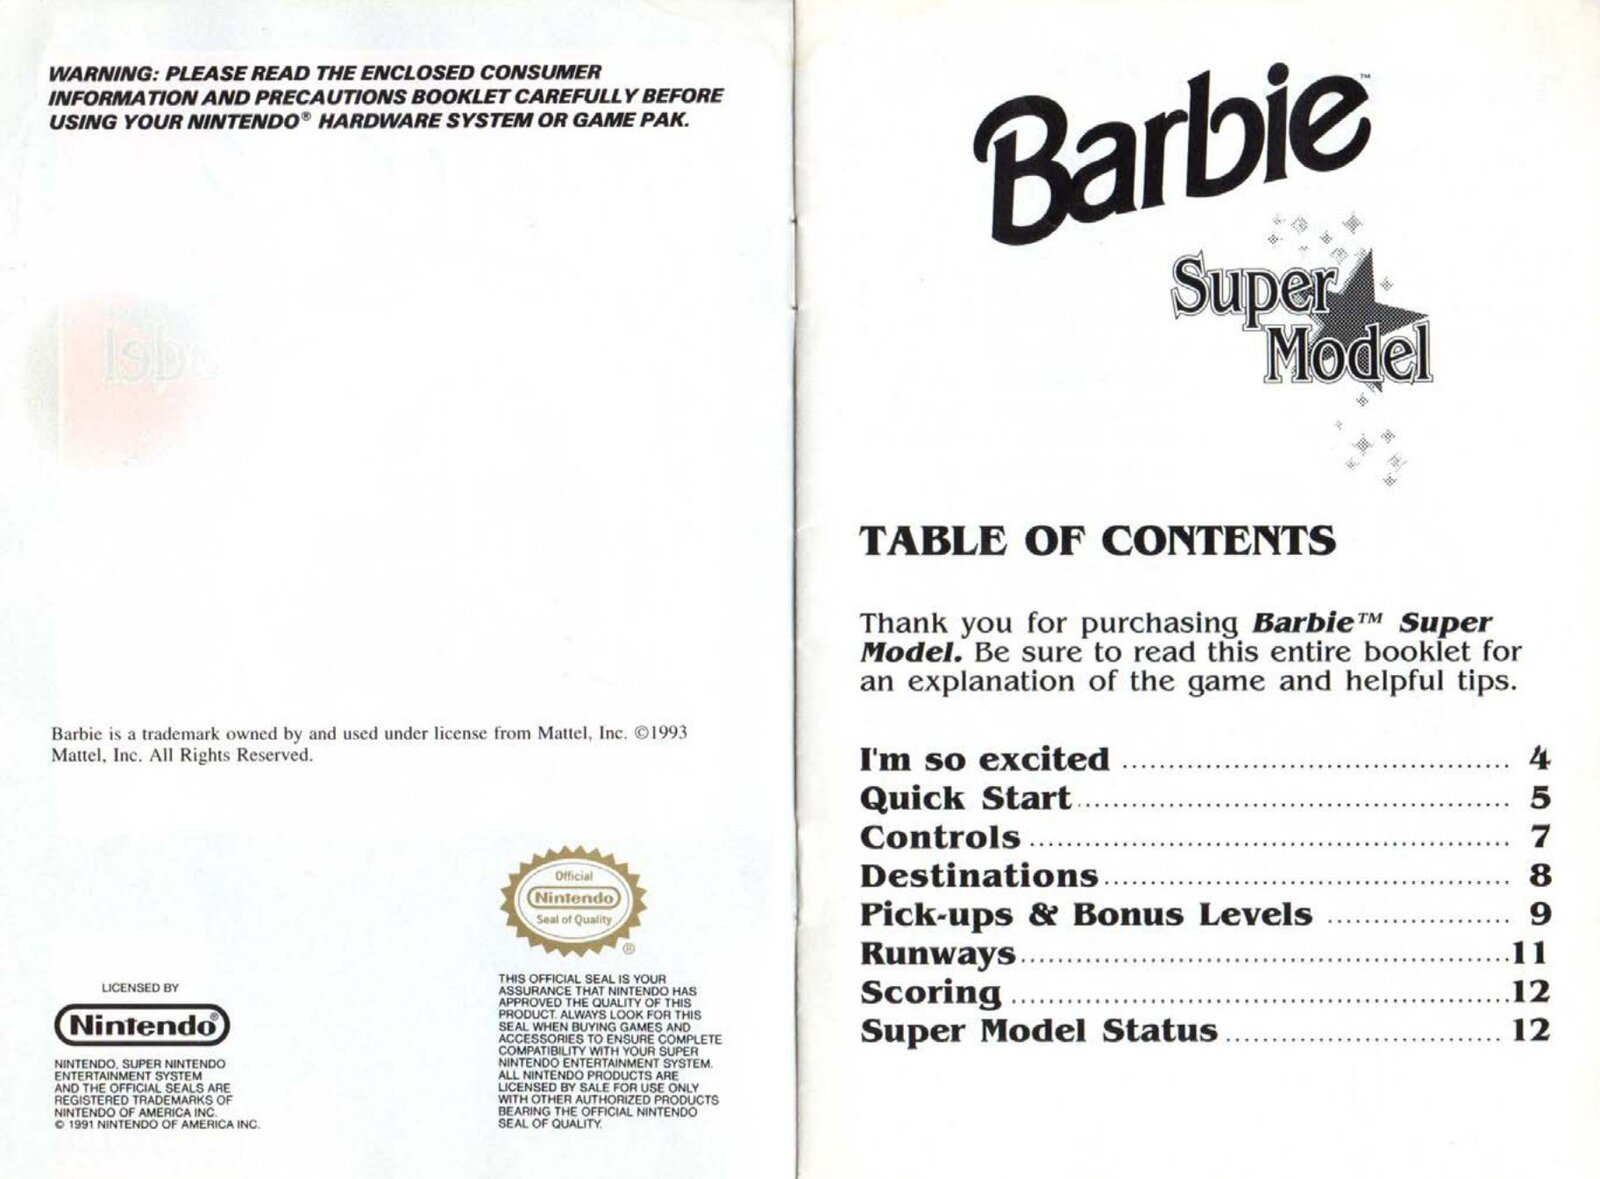 WARNING: PLEASE READ THE ENCLOSED CONSUMER
INFORMATION AND PRECAUTIONS BOOKLET CAREFULLY BEFORE
USING YOUR NINTENDO® HARDWARE SYSTEM OR GAME PAK.
Barbie is a trademark owned by and used under license from Mattel, Inc. ©1993
Mattel, Inc. All Rights Reserved.
LICENSED BY
Nintendo®
NINTENDO, SUPER NINTENDO
ENTERTAINMENT SYSTEM
AND THE OFFICIAL SEALS ARE
REGISTERED TRADEMARKS OF
NINTENDO OF AMERICA INC.
© 1991 NINTENDO OF AMERICA INC.
Official
Nintendo
Seal of Quality
®
THIS OFFICIAL SEAL IS YOUR
ASSURANCE THAT NINTENDO HAS
APPROVED THE QUALITY OF THIS
PRODUCT. ALWAYS LOOK FOR THIS
SEAL WHEN BUYING GAMES AND
ACCESSORIES TO ENSURE COMPLETE
COMPATIBILITY WITH YOUR SUPER
NINTENDO ENTERTAINMENT SYSTEM.
ALL NINTENDO PRODUCTS ARE
LICENSED BY SALE FOR USE ONLY
WITH OTHER AUTHORIZED PRODUCTS
BEARING THE OFFICIAL NINTENDO
SEAL OF QUALITY.
Barbie™
Super
Model
TABLE OF CONTENTS
Thank you for purchasing Barbie™ Super
Model. Be sure to read this entire booklet for
an explanation of the game and helpful tips.
I'm so excited ........................................... 4
Quick Start ................................................ 5
Controls ..................................................... 7
Destinations ............................................. 8
Pick-ups & Bonus Levels .................... 9
Runways ...................................................... 11
Scoring ....................................................... 12
Super Model Status ............................... 12